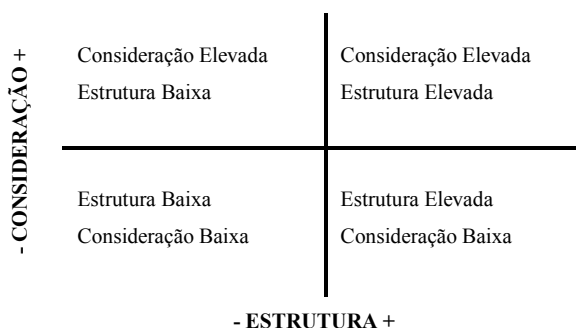 - CONSIDERAÇÃO +
Consideração Elevada
Estrutura Baixa
Consideração Elevada
Estrutura Elevada
Estrutura Baixa
Consideração Baixa
Estrutura Elevada
Consideração Baixa
- ESTRUTURA +